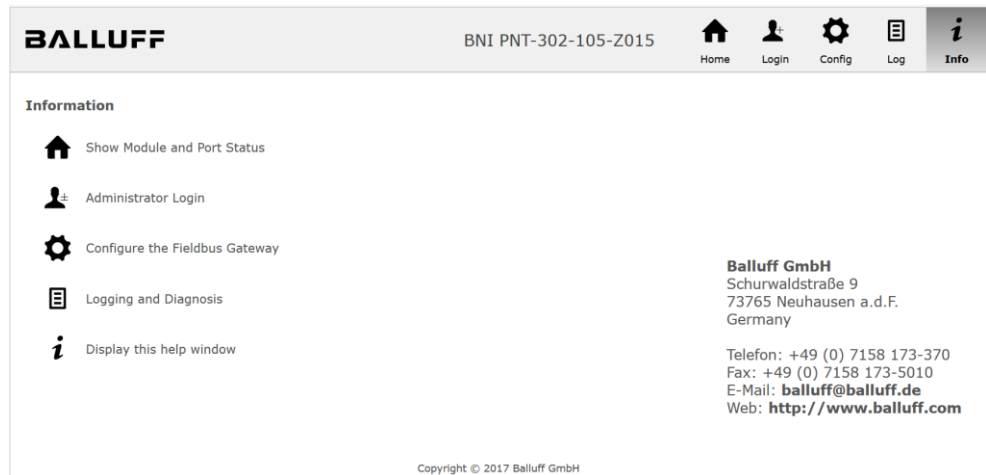 BALLUFF
BNI PNT-302-105-Z015
Home
Login
Config
Log
Info
Information
Show Module and Port Status
Administrator Login
Configure the Fieldbus Gateway
Logging and Diagnosis
Display this help window
Balluff GmbH
Schurwaldstraße 9
73765 Neuhausen a.d.F.
Germany
Telefon: +49 (0) 7158 173-370
Fax: +49 (0) 7158 173-5010
E-Mail: balluff@balluff.de
Web: http://www.balluff.com
Copyright © 2017 Balluff GmbH